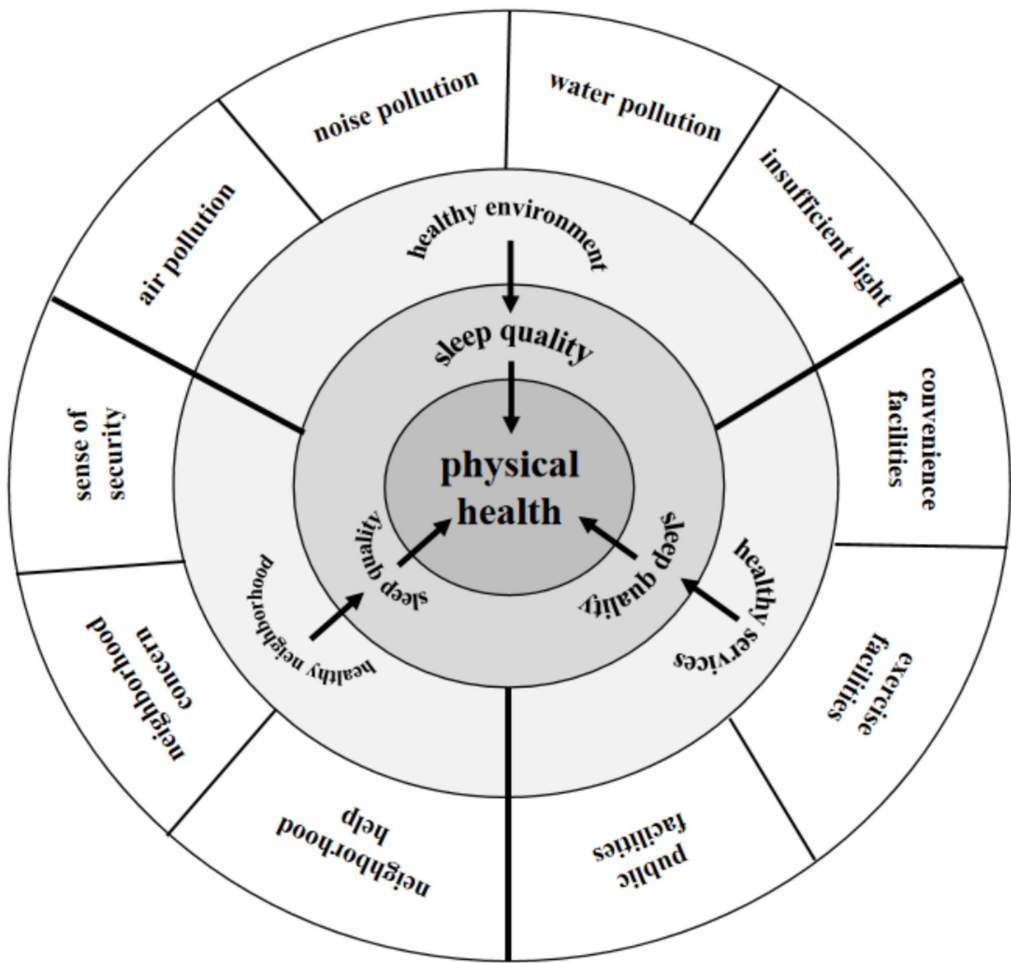 noise pollution
water pollution
insufficient light
air pollution
healthy environment
sleep quality
convenience
facilities
sense of
security
physical
health
sleep quality
healthy services
sleep quality
healthy neighborhood
exercise
facilities
neighborhood
concern
public
facilities
neighborhood
help